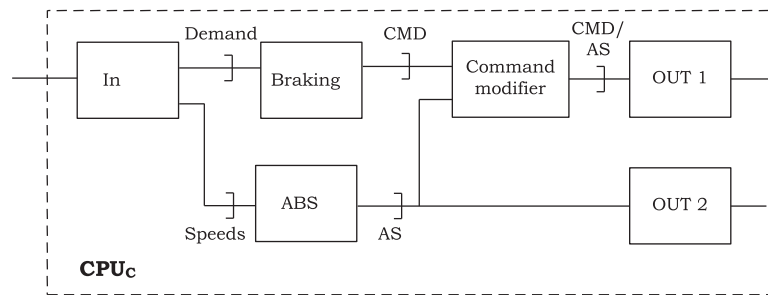 Demand
CMD
CMD/
AS
In
Braking
Command
modifier
OUT 1
ABS
OUT 2
Speeds
AS
CPUC